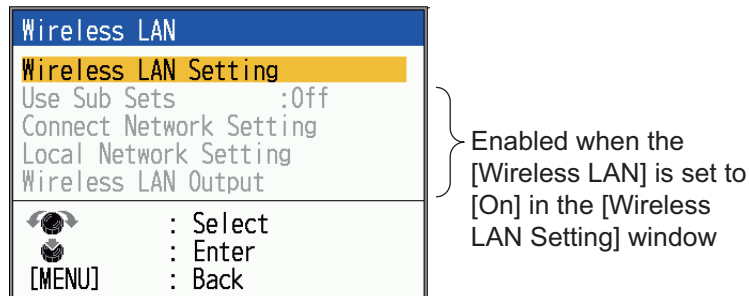 Wireless LAN
Wireless LAN Setting
Use Sub Sets :Off
Connect Network Setting
Local Network Setting
Wireless LAN Output
: Select
: Enter
[MENU] : Back
Enabled when the
[Wireless LAN] is set to
[On] in the [Wireless
LAN Setting] window